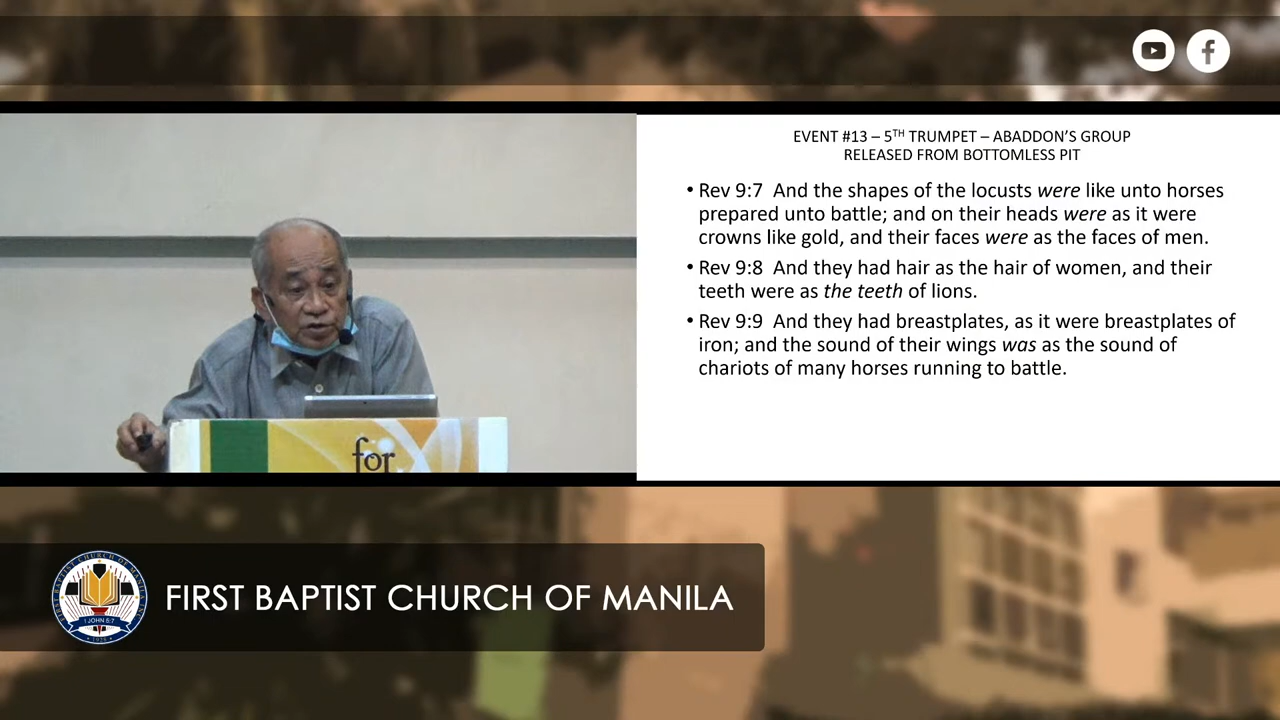 EVENT #13 – 5TH TRUMPET – ABADDON'S GROUP
RELEASED FROM BOTTOMLESS PIT
• Rev 9:7 And the shapes of the locusts were like unto horses
prepared unto battle; and on their heads were as it were
crowns like gold, and their faces were as the faces of men.
• Rev 9:8 And they had hair as the hair of women, and their
teeth were as the teeth of lions.
• Rev 9:9 And they had breastplates, as it were breastplates of
iron; and the sound of their wings was as the sound of
chariots of many horses running to battle.
for
FIRST BAPTIST CHURCH OF MANILA
I JOHN 5:7